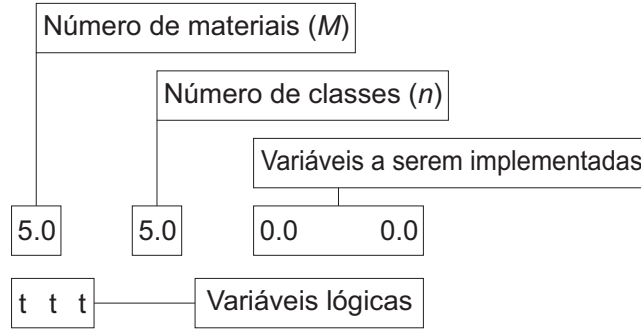 Número de materiais (M)
Número de classes (n)
Variáveis a serem implementadas
5.0 5.0 0.0 0.0
t t t Variáveis lógicas